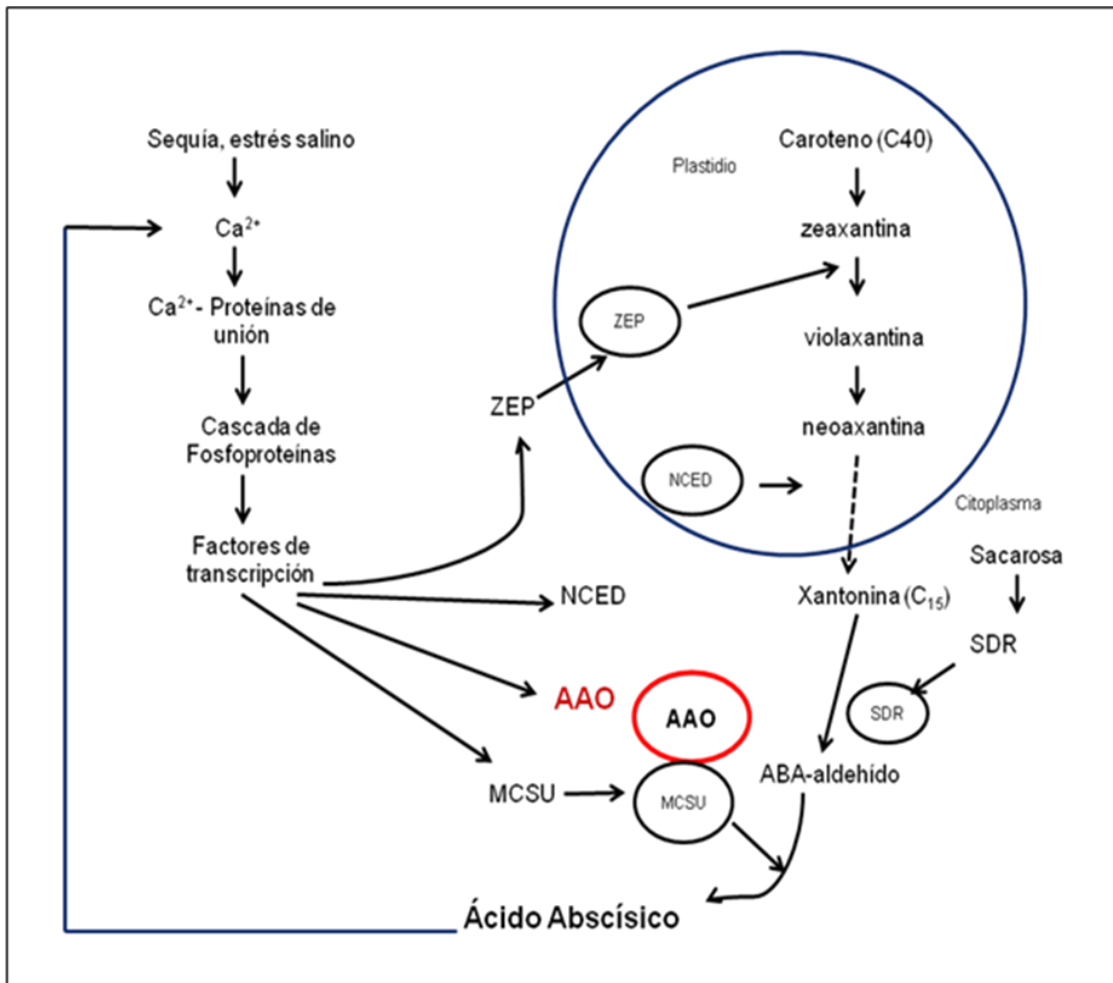 Sequía, estrés salino
Ca²⁺
Ca²⁺- Proteínas de
unión
Cascada de
Fosfoproteínas
Factores de
transcripción
ZEP
NCED
AAO
MCSU
Plastidio
Caroteno (C40)
zeaxantina
ZEP
violaxantina
neoaxantina
NCED
Citoplasma
Sacarosa
Xantonina (C₁₅)
SDR
SDR
AAO
MCSU
ABA-aldehído
Ácido Abscísico